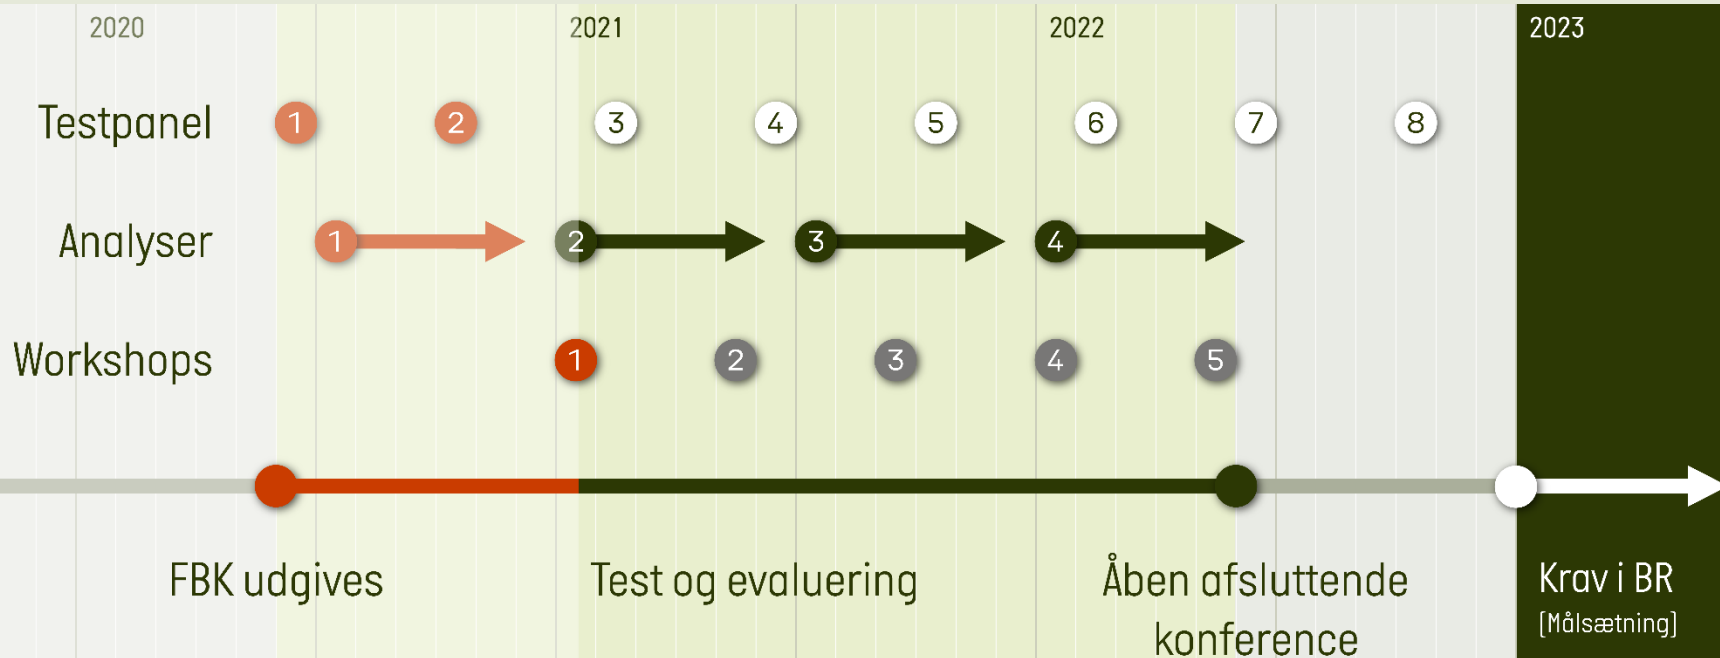 2020 2021 2022 2023
Testpanel 1 2 3 4 5 6 7 8
Analyser 1 2 3 4
Workshops 1 2 3 4 5
FBK udgives
Test og evaluering
Åben afsluttende
konference
Krav i BR
(Målsætning)